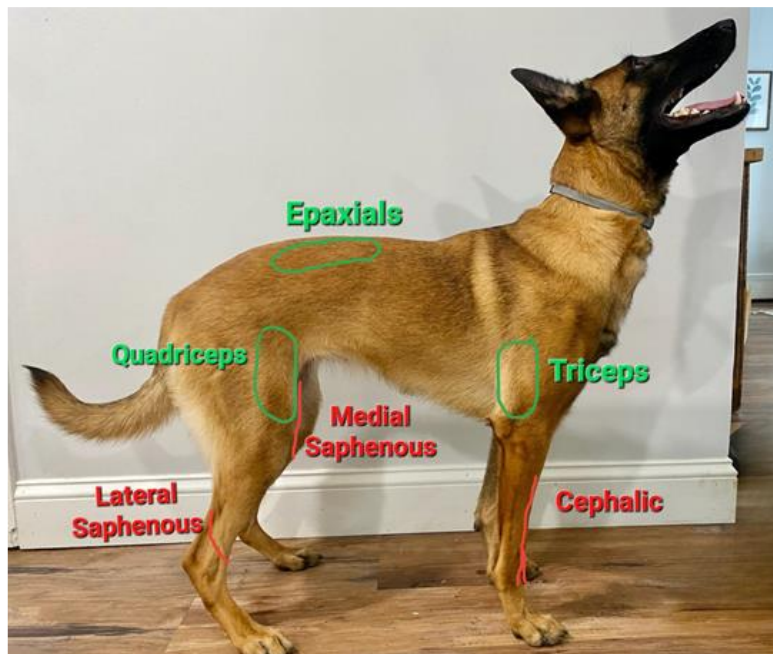 Epaxials
Quadriceps
Triceps
Medial
Saphenous
Lateral
Saphenous
Cephalic